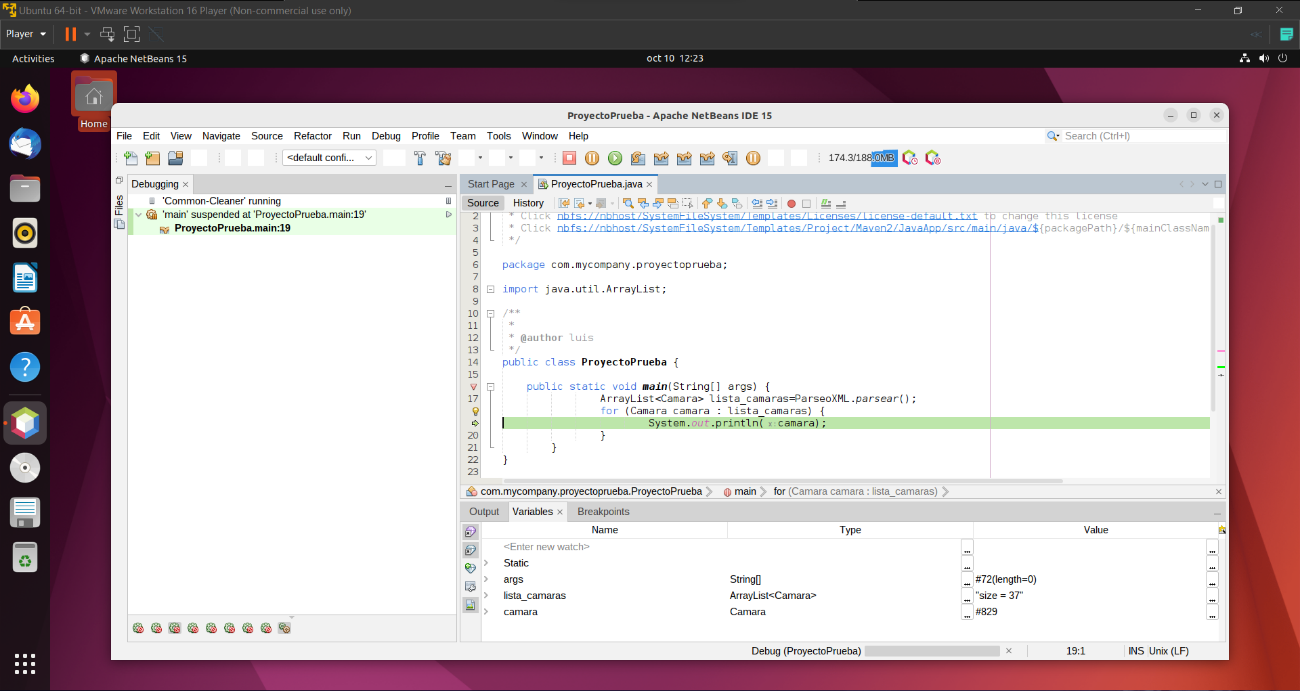 Ubuntu 64-bit - VMware Workstation 16 Player (Non-commercial use only)
Player
Activities
Apache NetBeans 15
oct 10 12:23
Home
ProyectoPrueba - Apache NetBeans IDE 15
File Edit View Navigate Source Refactor Run Debug Profile Team Tools Window Help
Search (Ctrl+I)
<default confi...
174.3/188.0MB
Files
Debugging
'Common-Cleaner' running
'main' suspended at 'ProyectoPrueba.main:19'
ProyectoPrueba.main:19
Start Page
ProyectoPrueba.java
Source History
2 * Click nbfs://nbhost/SystemFileSystem/Templates/Licenses/license-default.txt to change this license
3 * Click nbfs://nbhost/SystemFileSystem/Templates/Project/Maven2/JavaApp/src/main/java/${packagePath}/${mainClassNam
4 */
5
6 package com.mycompany.proyectoprueba;
7
8 import java.util.ArrayList;
9
10 /**
11 *
12 * @author luis
13 */
14 public class ProyectoPrueba {
15
public static void main(String[] args) {
17 ArrayList<Camara> lista_camaras=ParseoXML.parsear();
for (Camara camara : lista_camaras) {
System.out.println( x: camara);
20 }
21 }
22 }
23
com.mycompany.proyectoprueba.ProyectoPrueba
main
for (Camara camara : lista_camaras)
Output Variables Breakpoints
Name Type Value
<Enter new watch> ... ...
Static ... ...
args String[] ... #72(length=0) ...
lista_camaras ArrayList<Camara> ... "size = 37" ...
camara Camara ... #829 ...
Debug (ProyectoPrueba)
19:1
INS Unix (LF)